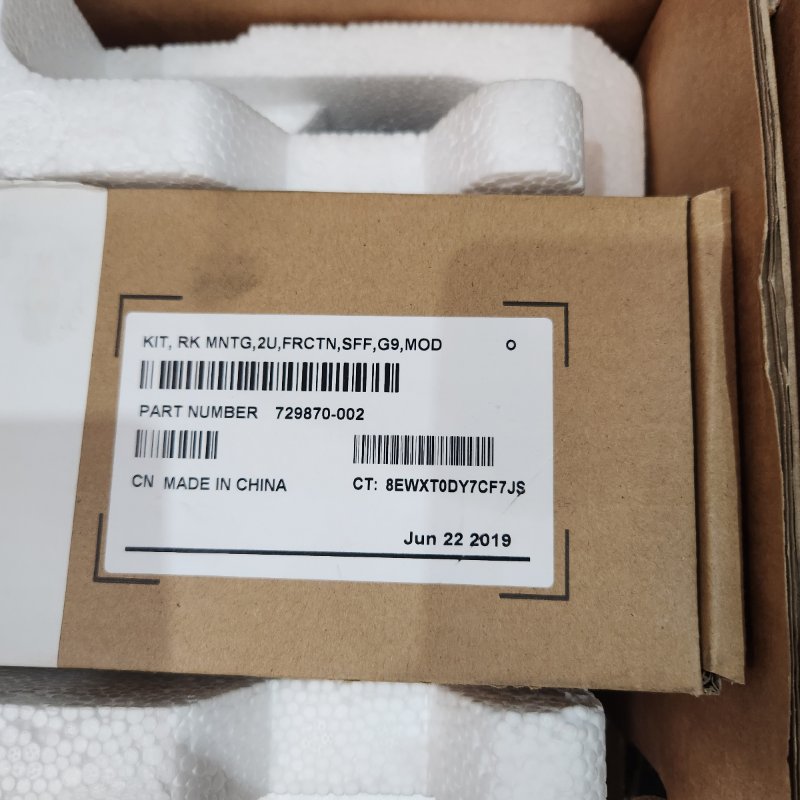 KIT, RK MNTG,2U,FRCTN,SFF,G9,MOD O
PART NUMBER 729870-002
CN MADE IN CHINA CT: 8EWXT0DY7CF7JS
Jun 22 2019